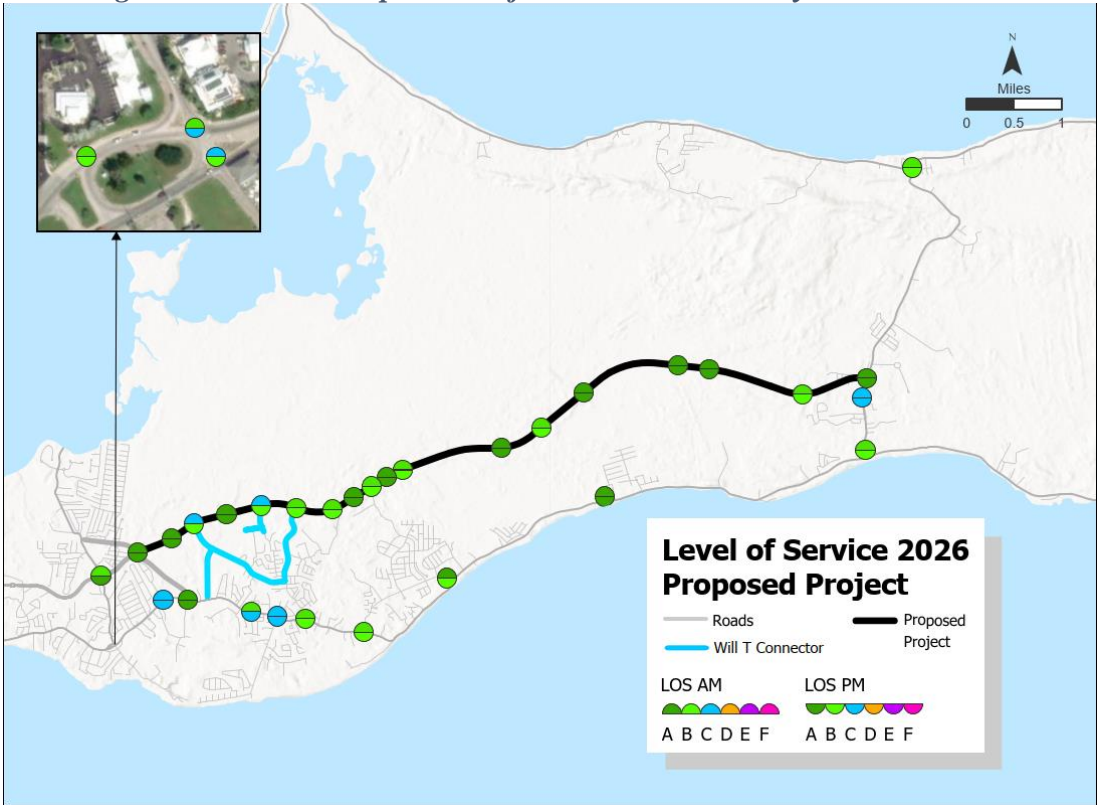 N
Miles
0 0.5 1
Level of Service 2026
Proposed Project
Roads
Proposed
Project
Will T Connector
LOS AM
LOS PM
A B C D E F
A B C D E F